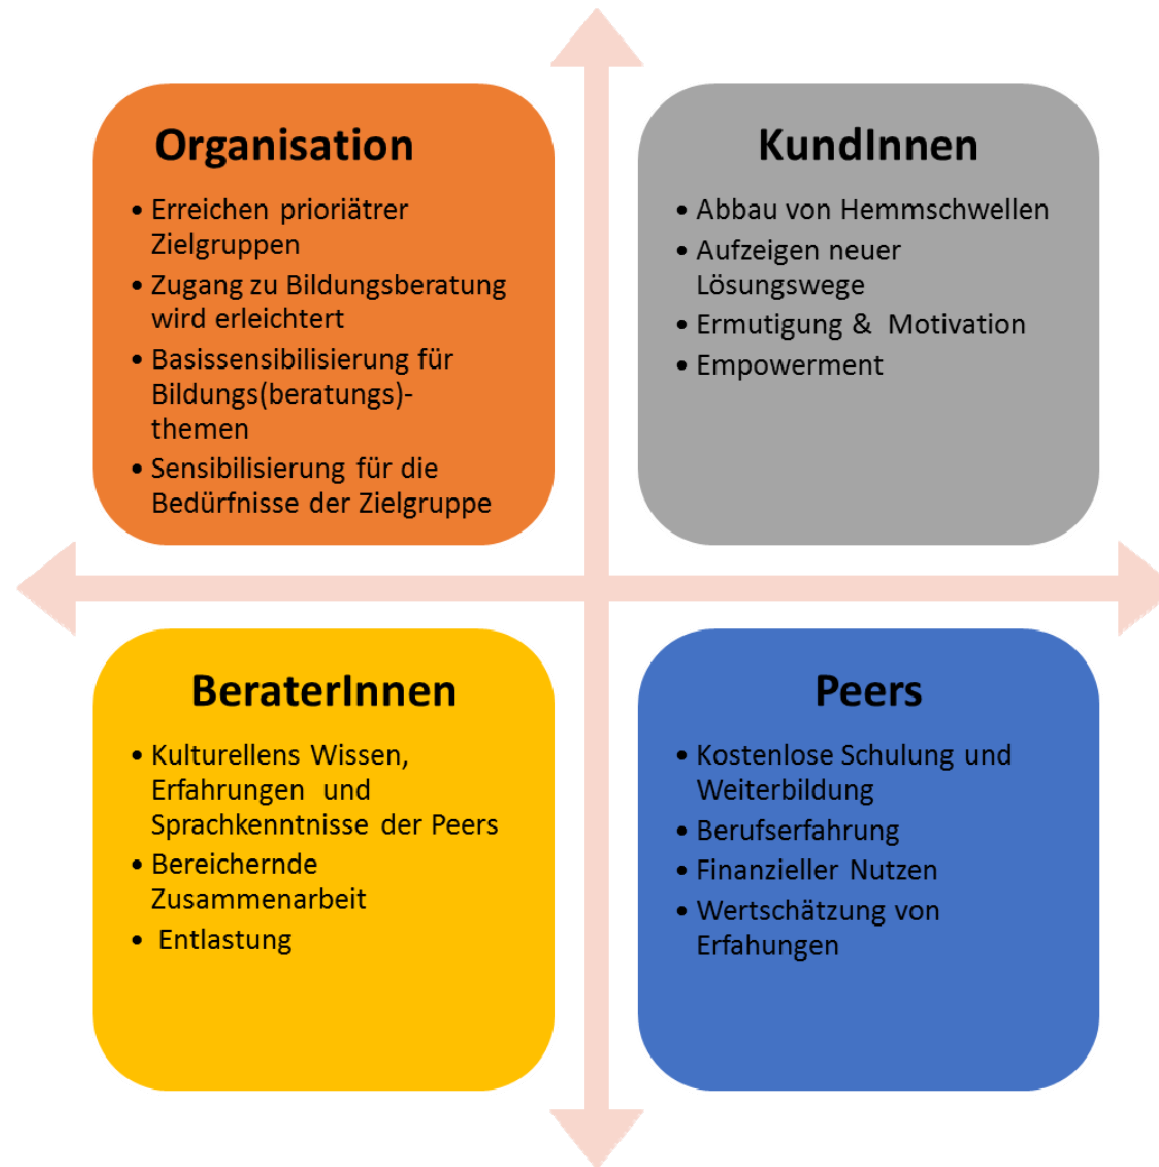 Organisation
• Erreichen prioriätrer
Zielgruppen
• Zugang zu Bildungsberatung
wird erleichtert
• Basissensibilisierung für
Bildungs(beratungs)-
themen
• Sensibilisierung für die
Bedürfnisse der Zielgruppe
KundInnen
• Abbau von Hemmschwellen
• Aufzeigen neuer
Lösungswege
• Ermutigung & Motivation
• Empowerment
BeraterInnen
• Kulturellens Wissen,
Erfahrungen und
Sprachkenntnisse der Peers
• Bereichernde
Zusammenarbeit
• Entlastung
Peers
• Kostenlose Schulung und
Weiterbildung
• Berufserfahrung
• Finanzieller Nutzen
• Wertschätzung von
Erfahungen